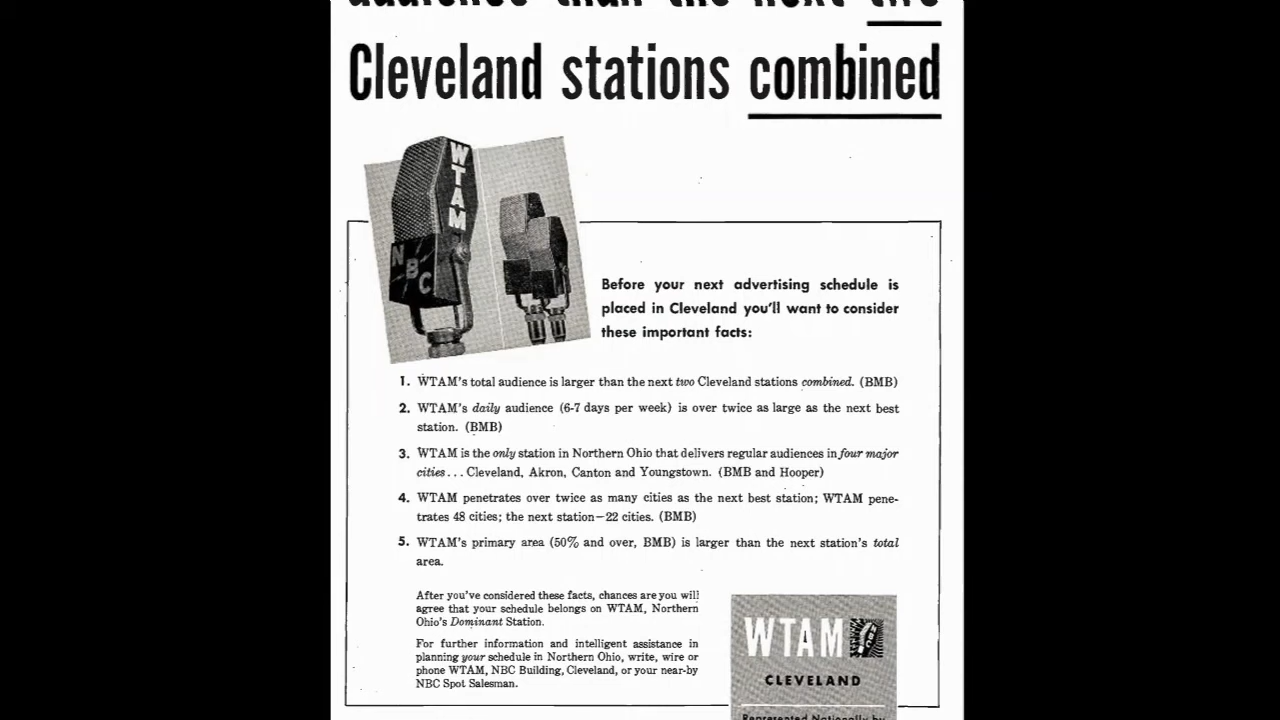 audience than the next two
Cleveland stations combined
WTAM
NBC
Before your next advertising schedule is
placed in Cleveland you'll want to consider
these important facts:
1. WTAM's total audience is larger than the next two Cleveland stations combined. (BMB)
2. WTAM's daily audience (6-7 days per week) is over twice as large as the next best
station. (BMB)
3. WTAM is the only station in Northern Ohio that delivers regular audiences in four major
cities... Cleveland, Akron, Canton and Youngstown. (BMB and Hooper)
4. WTAM penetrates over twice as many cities as the next best station; WTAM pene-
trates 48 cities; the next station—22 cities. (BMB)
5. WTAM's primary area (50% and over, BMB) is larger than the next station's total
area.
After you've considered these facts, chances are you will
agree that your schedule belongs on WTAM, Northern
Ohio's Dominant Station.
For further information and intelligent assistance in
planning your schedule in Northern Ohio, write, wire or
phone WTAM, NBC Building, Cleveland, or your near-by
NBC Spot Salesman.
WTAM NBC
CLEVELAND
Represented Nationally by